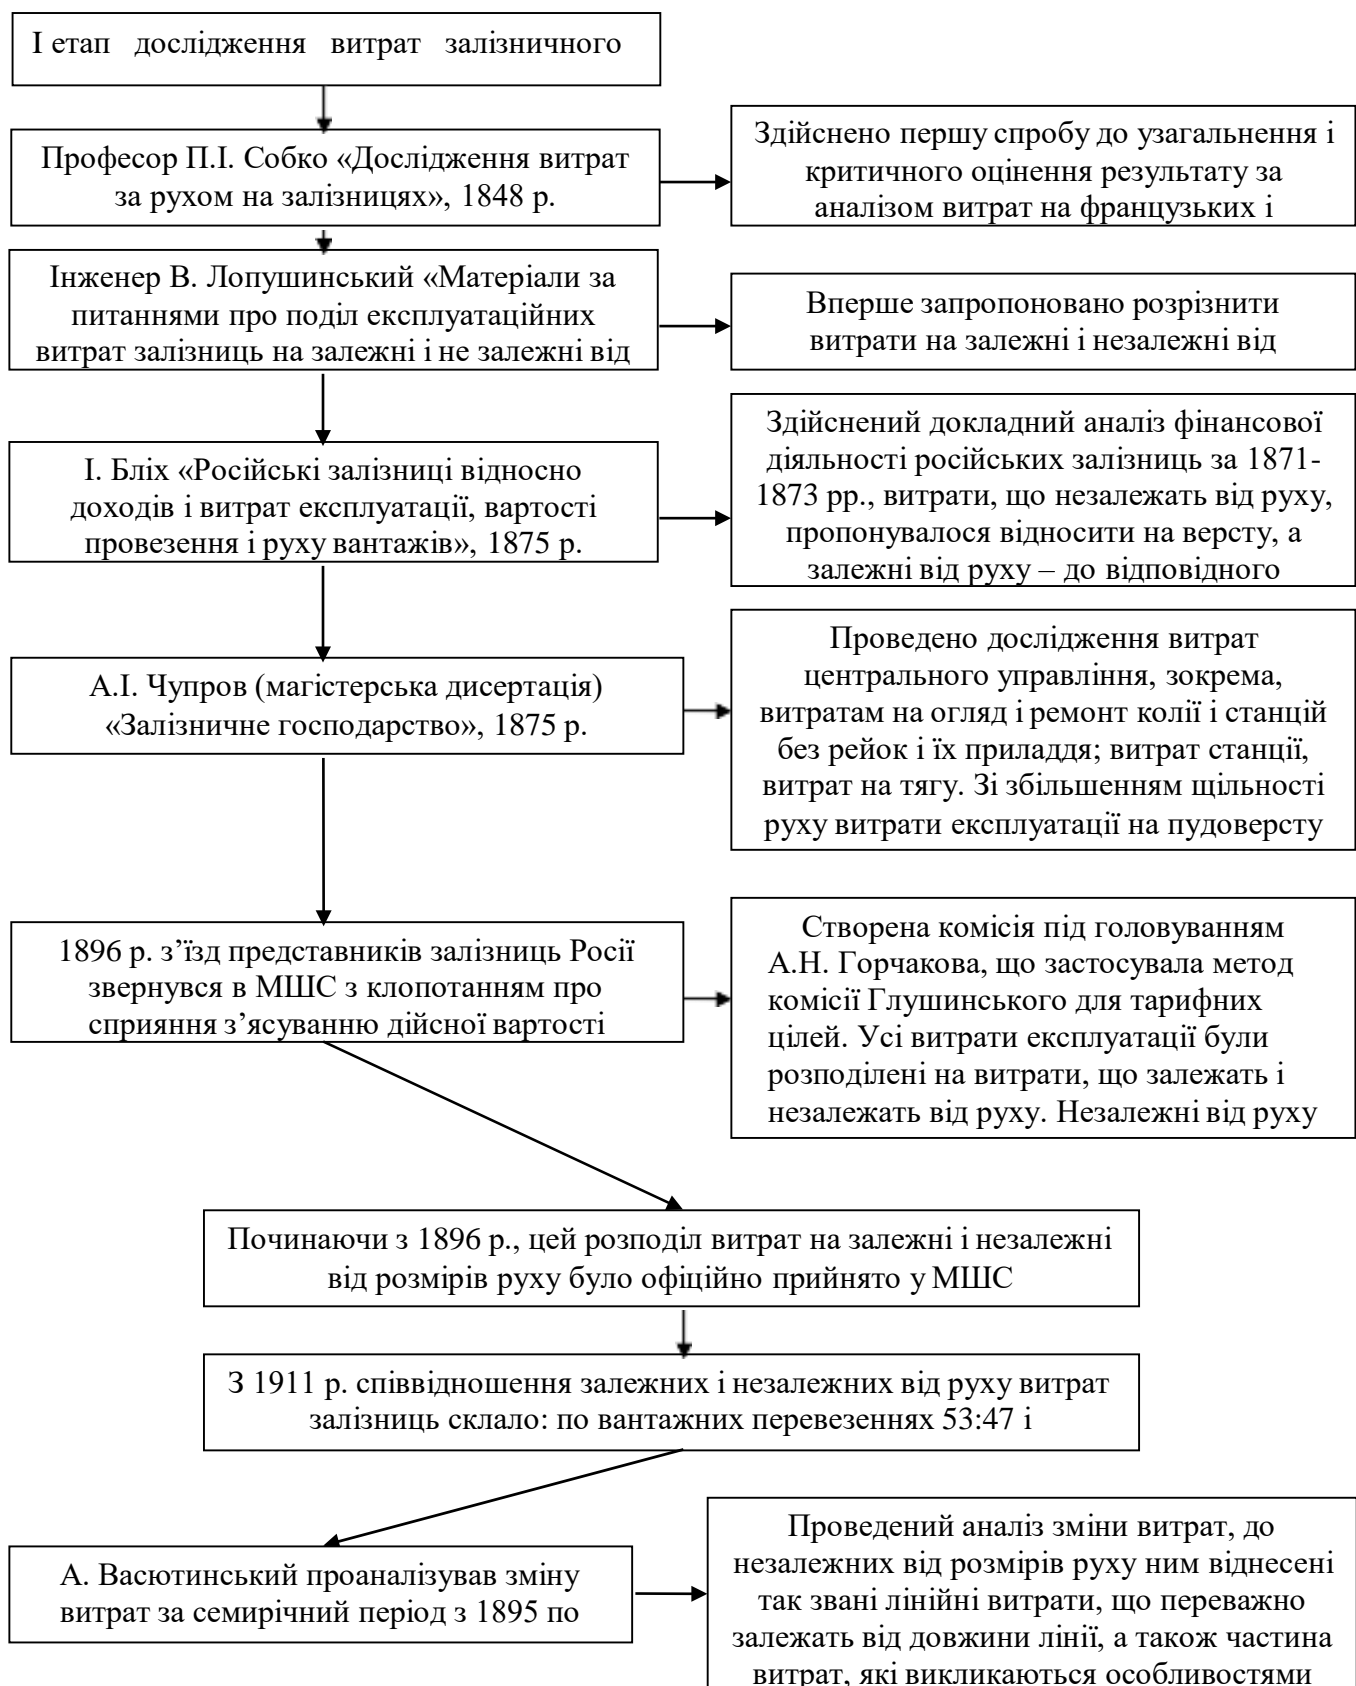 І етап дослідження витрат залізничного
Професор П.І. Собко «Дослідження витрат
за рухом на залізницях», 1848 р.
Здійснено першу спробу до узагальнення і
критичного оцінення результату за
аналізом витрат на французьких і
Інженер В. Лопушинський «Матеріали за
питаннями про поділ експлуатаційних
витрат залізниць на залежні і не залежні від
Вперше запропоновано розрізнити
витрати на залежні і незалежні від
І. Бліх «Російські залізниці відносно
доходів і витрат експлуатації, вартості
провезення і руху вантажів», 1875 р.
Здійснений докладний аналіз фінансової
діяльності російських залізниць за 1871-
1873 рр., витрати, що незалежать від руху,
пропонувалося відносити на версту, а
залежні від руху – до відповідного
А.І. Чупров (магістерська дисертація)
«Залізничне господарство», 1875 р.
Проведено дослідження витрат
центрального управління, зокрема,
витратам на огляд і ремонт колії і станцій
без рейок і їх приладдя; витрат станції,
витрат на тягу. Зі збільшенням щільності
руху витрати експлуатації на пудоверсту
1896 р. з’їзд представників залізниць Росії
звернувся в МШС з клопотанням про
сприяння з’ясуванню дійсної вартості
Створена комісія під головуванням
А.Н. Горчакова, що застосувала метод
комісії Глушинського для тарифних
цілей. Усі витрати експлуатації були
розподілені на витрати, що залежать і
незалежать від руху. Незалежні від руху
Починаючи з 1896 р., цей розподіл витрат на залежні і незалежні
від розмірів руху було офіційно прийнято у МШС
З 1911 р. співвідношення залежних і незалежних від руху витрат
залізниць склало: по вантажних перевезеннях 53:47 і
А. Васютинський проаналізував зміну
витрат за семирічний період з 1895 по
Проведений аналіз зміни витрат, до
незалежних від розмірів руху ним віднесені
так звані лінійні витрати, що переважно
залежать від довжини лінії, а також частина
витрат, які викликаються особливостями